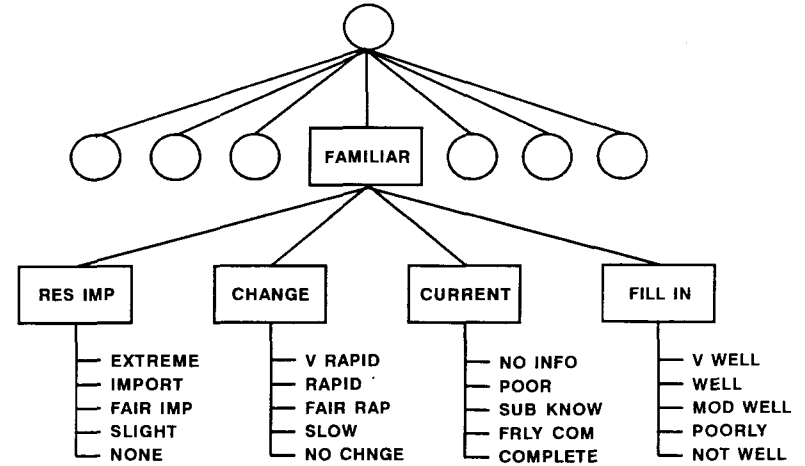 FAMILIAR
RES IMP
CHANGE
CURRENT
FILL IN
EXTREME
IMPORT
FAIR IMP
SLIGHT
NONE
V RAPID
RAPID
FAIR RAP
SLOW
NO CHNGE
NO INFO
POOR
SUB KNOW
FRLY COM
COMPLETE
V WELL
WELL
MOD WELL
POORLY
NOT WELL